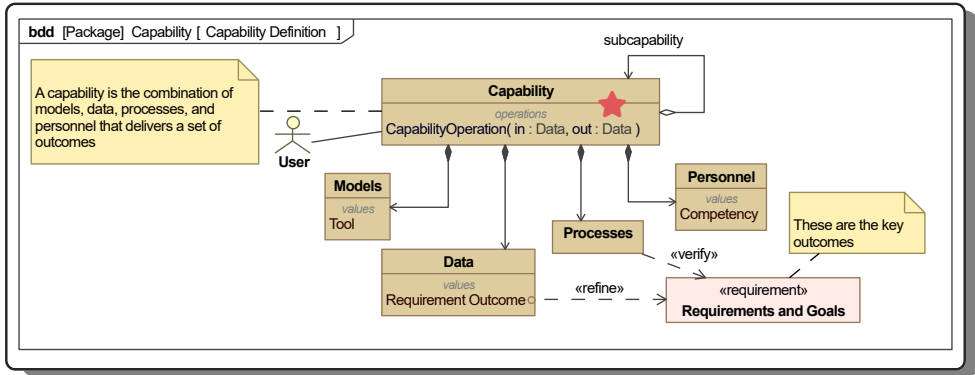 bdd [Package] Capability [ Capability Definition ]
subcapability
A capability is the combination of
models, data, processes, and
personnel that delivers a set of
outcomes
Capability
operations
CapabilityOperation( in : Data, out : Data )
User
Models
values
Tool
Personnel
values
Competency
These are the key
outcomes
Processes
«verify»
Data
values
Requirement Outcome
«refine»
«requirement»
Requirements and Goals